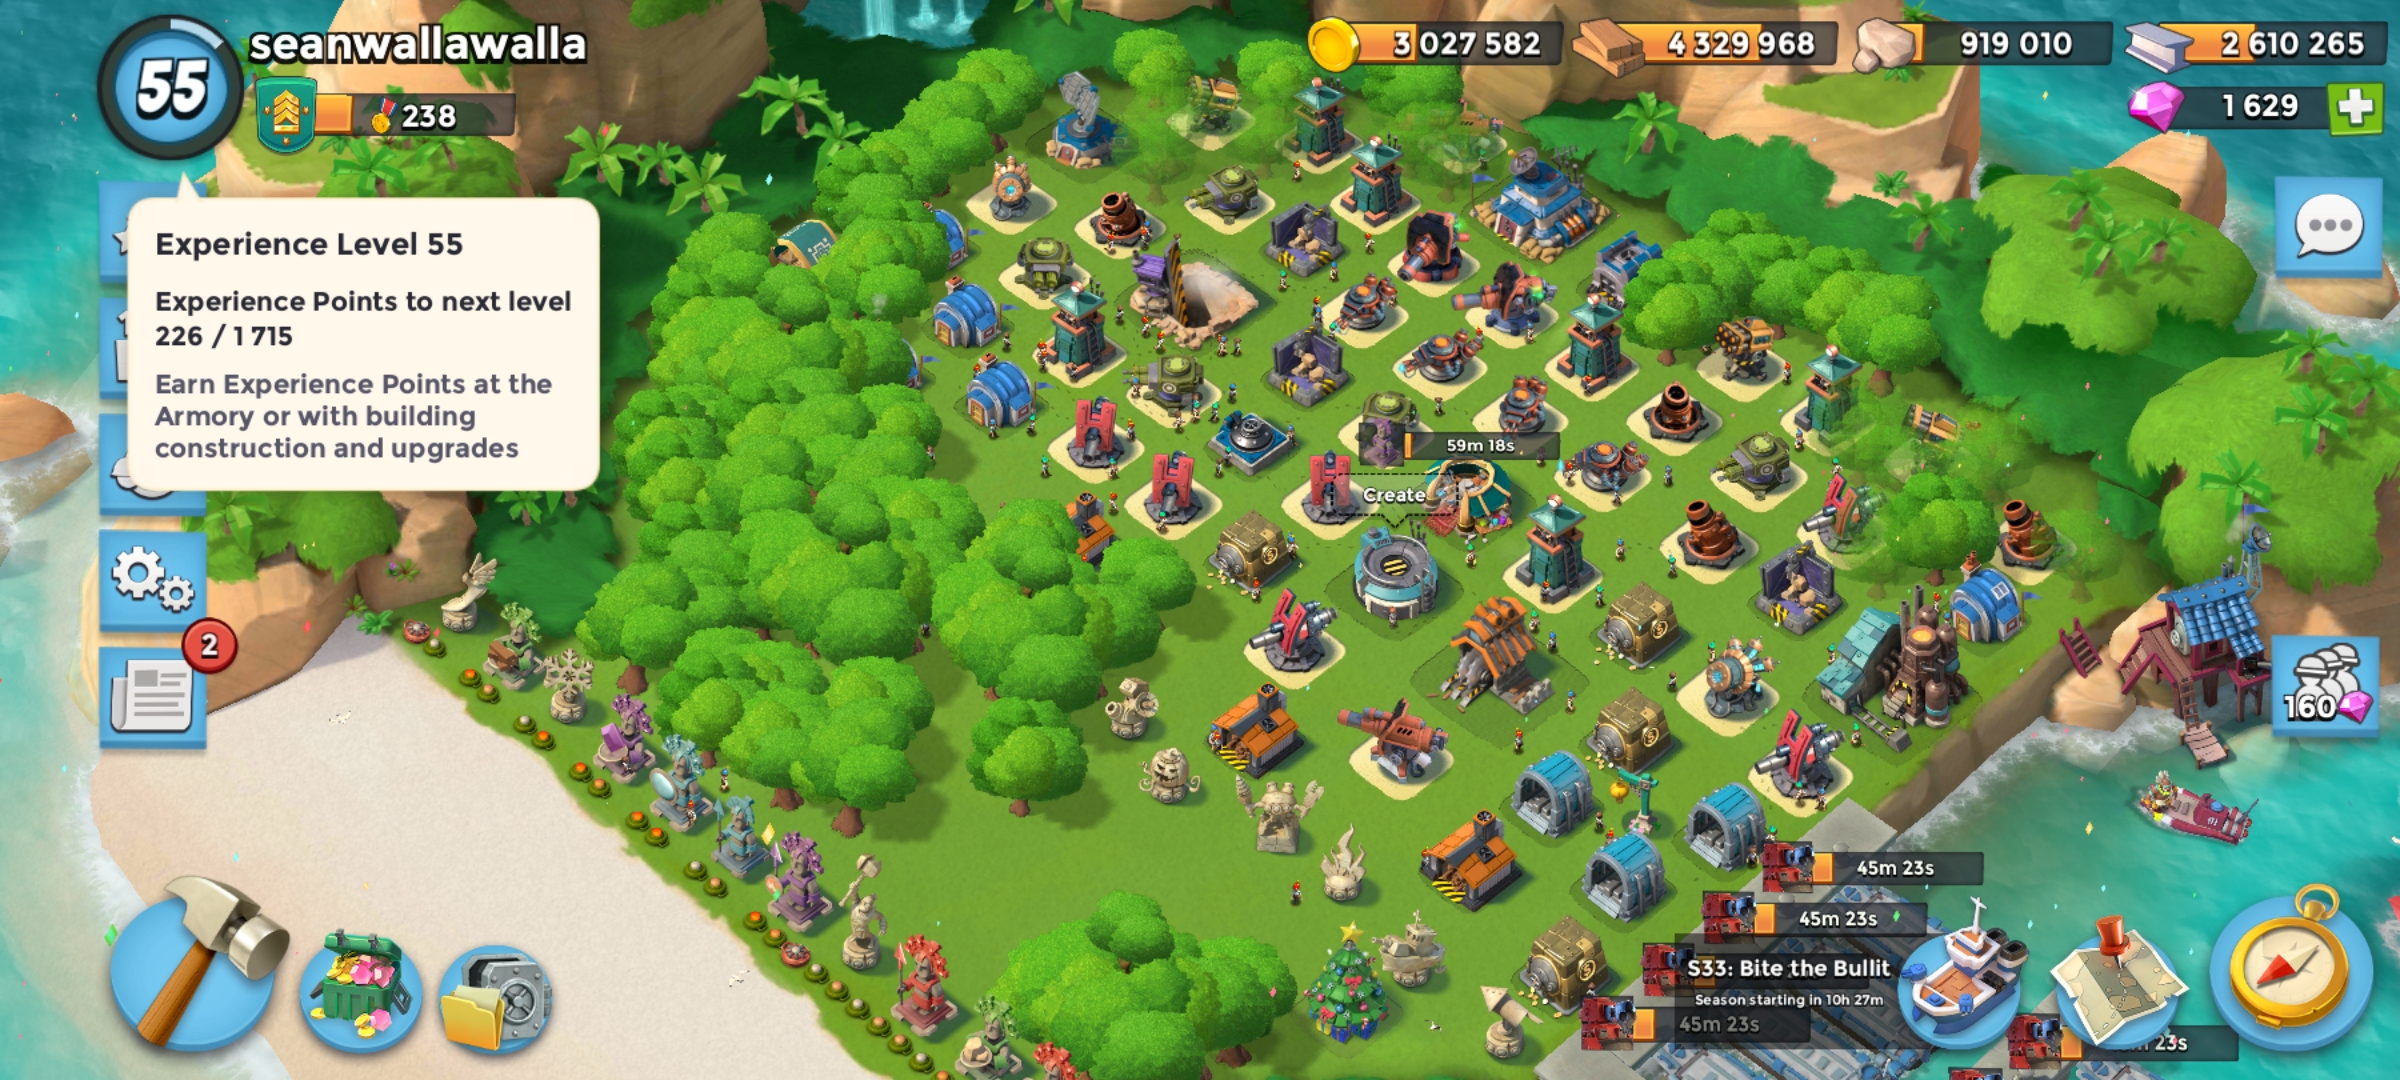 55
seanwallawalla
238
3 027 582
4 329 968
919 010
2 610 265
1 629
Experience Level 55
Experience Points to next level
226 / 1 715
Earn Experience Points at the
Armory or with building
construction and upgrades
59m 18s
Create
2
160
45m 23s
45m 23s
S33: Bite the Bullit
Season starting in 10h 27m
45m 23s
23s